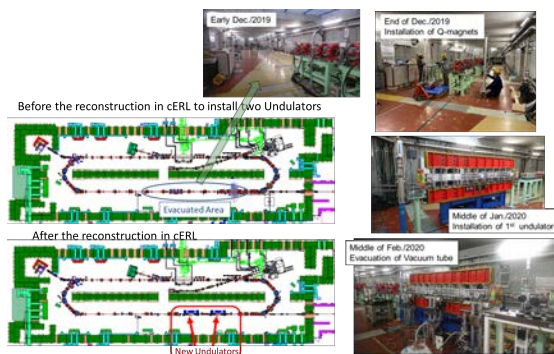 Early Dec./2019
End of Dec./2019
Installation of Q-magnets
Before the reconstruction in cERL to install two Undulators
Evacuated Area
Middle of Jan./2020
Installation of 1st undulator
After the reconstruction in cERL
Middle of Feb./2020
Evacuation of Vacuum tube
New Undulators